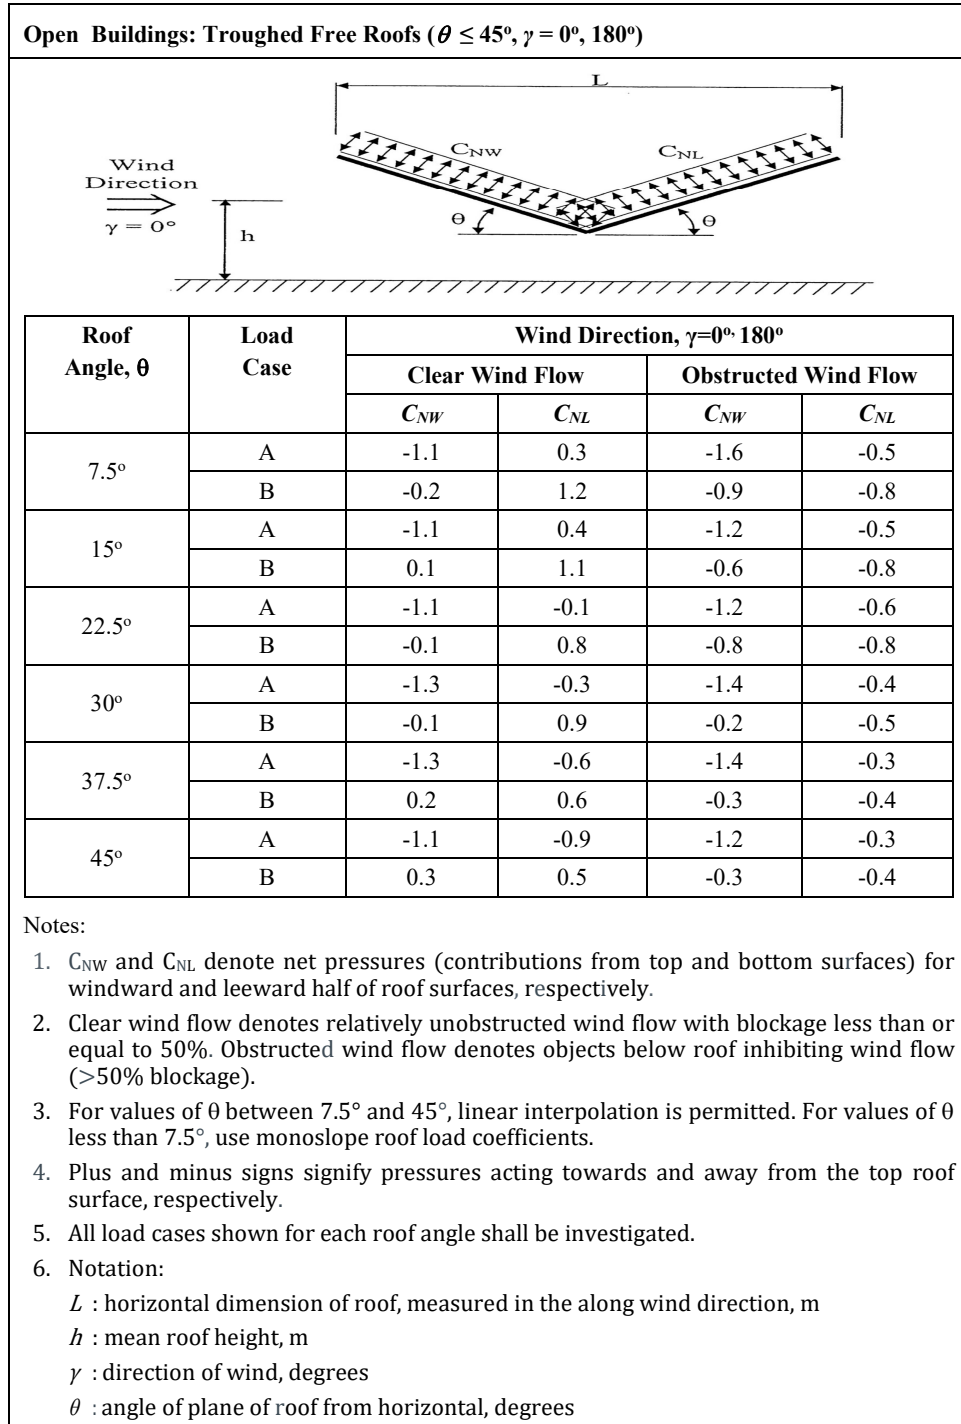 Open Buildings: Troughed Free Roofs (θ ≤ 45°, γ = 0°, 180°)
L
CNW
CNL
Wind
Direction
γ = 0°
h
θ
θ
Roof Angle, θ | Load Case | Wind Direction, γ=0°, 180°
Clear Wind Flow | Obstructed Wind Flow
CNW | CNL | CNW | CNL
7.5° | A | -1.1 | 0.3 | -1.6 | -0.5
B | -0.2 | 1.2 | -0.9 | -0.8
15° | A | -1.1 | 0.4 | -1.2 | -0.5
B | 0.1 | 1.1 | -0.6 | -0.8
22.5° | A | -1.1 | -0.1 | -1.2 | -0.6
B | -0.1 | 0.8 | -0.8 | -0.8
30° | A | -1.3 | -0.3 | -1.4 | -0.4
B | -0.1 | 0.9 | -0.2 | -0.5
37.5° | A | -1.3 | -0.6 | -1.4 | -0.3
B | 0.2 | 0.6 | -0.3 | -0.4
45° | A | -1.1 | -0.9 | -1.2 | -0.3
B | 0.3 | 0.5 | -0.3 | -0.4
Notes:
1. CNW and CNL denote net pressures (contributions from top and bottom surfaces) for
windward and leeward half of roof surfaces, respectively.
2. Clear wind flow denotes relatively unobstructed wind flow with blockage less than or
equal to 50%. Obstructed wind flow denotes objects below roof inhibiting wind flow
(>50% blockage).
3. For values of θ between 7.5° and 45°, linear interpolation is permitted. For values of θ
less than 7.5°, use monoslope roof load coefficients.
4. Plus and minus signs signify pressures acting towards and away from the top roof
surface, respectively.
5. All load cases shown for each roof angle shall be investigated.
6. Notation:
L : horizontal dimension of roof, measured in the along wind direction, m
h : mean roof height, m
γ : direction of wind, degrees
θ : angle of plane of roof from horizontal, degrees